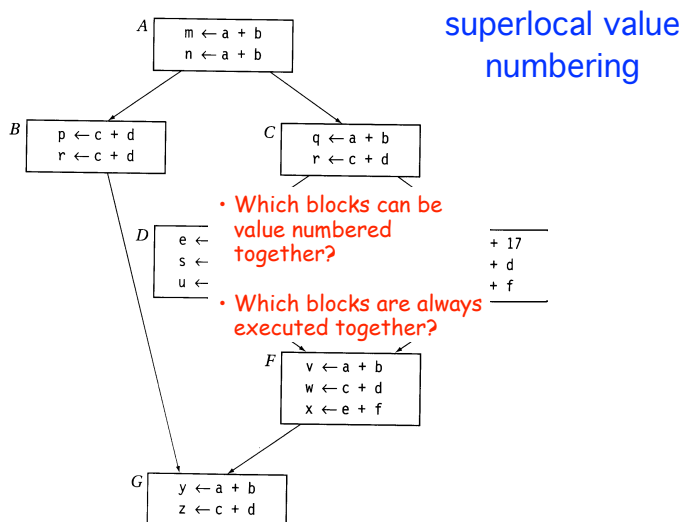 superlocal value
numbering
A
m ← a + b
n ← a + b
B
p ← c + d
r ← c + d
C
q ← a + b
r ← c + d
• Which blocks can be
value numbered
together?
D
e ←
s ←
u ←
+ 17
+ d
+ f
• Which blocks are always
executed together?
F
v ← a + b
w ← c + d
x ← e + f
G
y ← a + b
z ← c + d